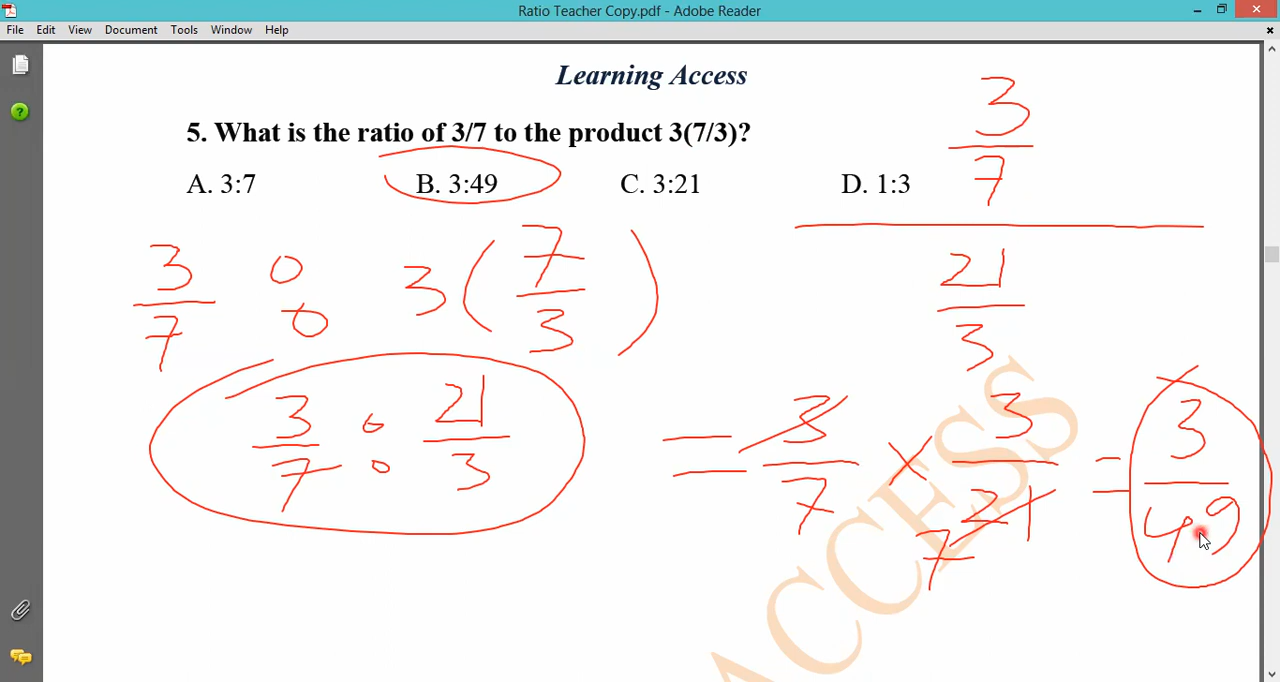 Ratio Teacher Copy.pdf - Adobe Reader
File Edit View Document Tools Window Help
Learning Access
5. What is the ratio of 3/7 to the product 3(7/3)?
A. 3:7 B. 3:49 C. 3:21 D. 1:3
3/7 : 3(7/3)
3/7
21/3
3/7 : 21/3
= 3/7 × 3/21 7 = 3/49
ACCESS